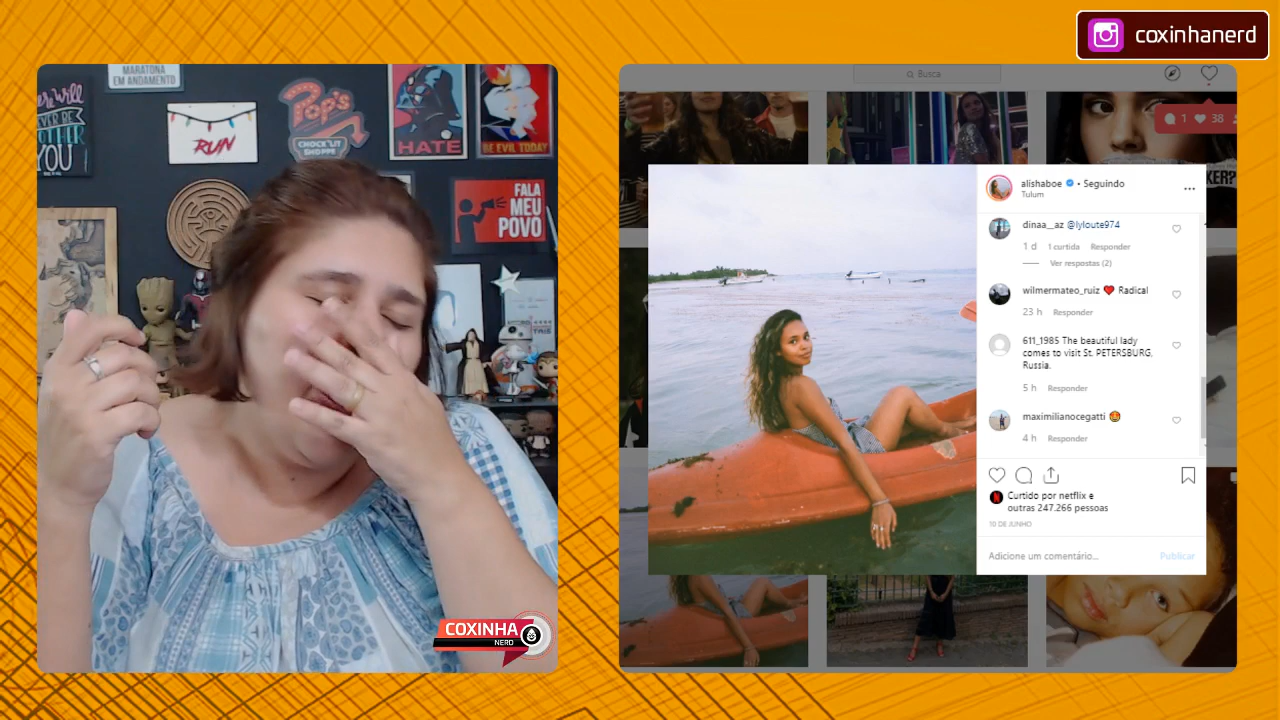 coxinhanerd
MARATONA
EM ANDAMENTO
RUN
Pop's
CHOCK'LIT
SHOPPE
HATE
BE EVIL TODAY
FALA
MEU
POVO
YOU
COXINHA
NERD
Busca
1 38
alishaboe • Seguindo
Tulum
dinaa__az @lyloute974
1 d 1 curtida Responder
Ver respostas (2)
wilmermateo_ruiz ❤️ Radical
23 h Responder
611_1985 The beautiful lady
comes to visit St. PETERSBURG,
Russia.
5 h Responder
maximilianocegatti 🤩
4 h Responder
Curtido por netflix e
outras 247.266 pessoas
10 DE JUNHO
Adicione um comentário... Publicar